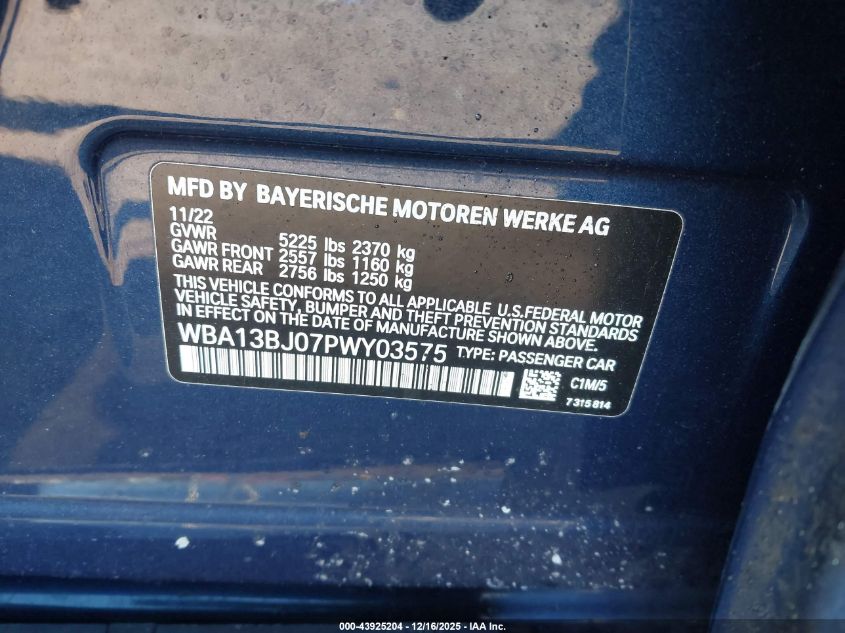 MFD BY BAYERISCHE MOTOREN WERKE AG
11/22
GVWR 5225 lbs 2370 kg
GAWR FRONT 2557 lbs 1160 kg
GAWR REAR 2756 lbs 1250 kg
THIS VEHICLE CONFORMS TO ALL APPLICABLE U.S.FEDERAL MOTOR
VEHICLE SAFETY, BUMPER AND THEFT PREVENTION STANDARDS
IN EFFECT ON THE DATE OF MANUFACTURE SHOWN ABOVE.
WBA13BJ07PWY03575 TYPE: PASSENGER CAR
C1M/5
7315814
000-43925204 - 12/16/2025 - IAA Inc.